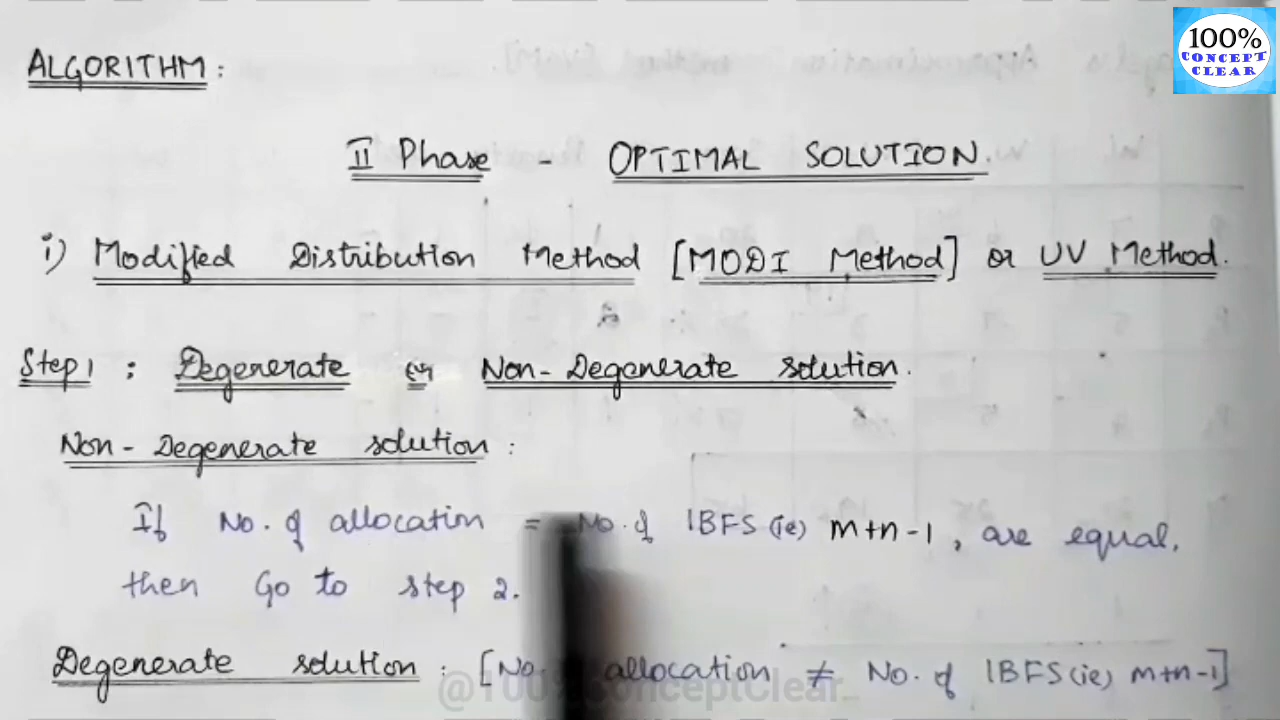 100%
CONCEPT
CLEAR
ALGORITHM:
II Phase - OPTIMAL SOLUTION
i) Modified Distribution Method [MODI Method] or UV Method.
Step 1 : Degenerate or Non-Degenerate solution.
Non-Degenerate solution :
If No. of allocation = No. of IBFS (ie) m+n-1, are equal,
then Go to step 2.
Degenerate solution : [No. allocation ≠ No. of IBFS (ie) m+n-1]
@100%ConceptClear